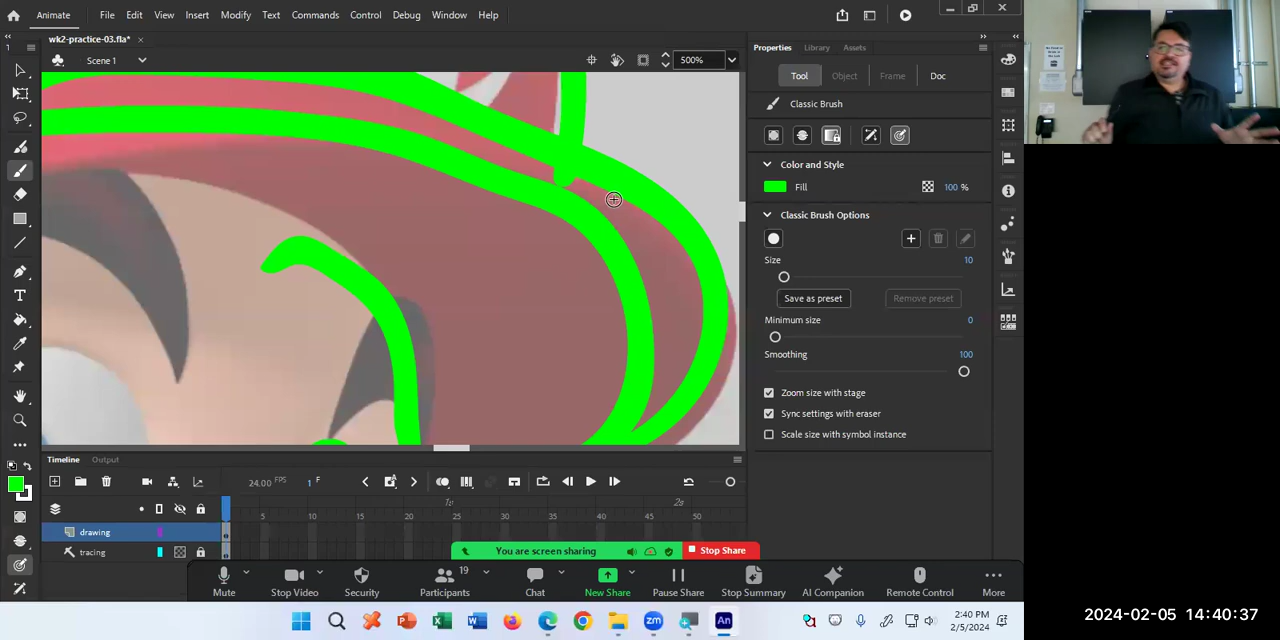 Animate File Edit View Insert Modify Text Commands Control Debug Window Help
wk2-practice-03.fla* ×
1 Scene 1 500%
Properties Library Assets
Tool Object Frame Doc
Classic Brush
Color and Style
Fill 100 %
Classic Brush Options
Size 10
Save as preset Remove preset
Minimum size 0
Smoothing 100
Zoom size with stage
Sync settings with eraser
Scale size with symbol instance
Timeline Output
24.00 FPS 1 F
1s 2s
5 10 15 20 25 30 35 40 45 50
drawing
tracing
You are screen sharing Stop Share
19
Mute Stop Video Security Participants Chat New Share Pause Share Stop Summary AI Companion Remote Control More
2:40 PM
2/5/2024
2024-02-05 14:40:37